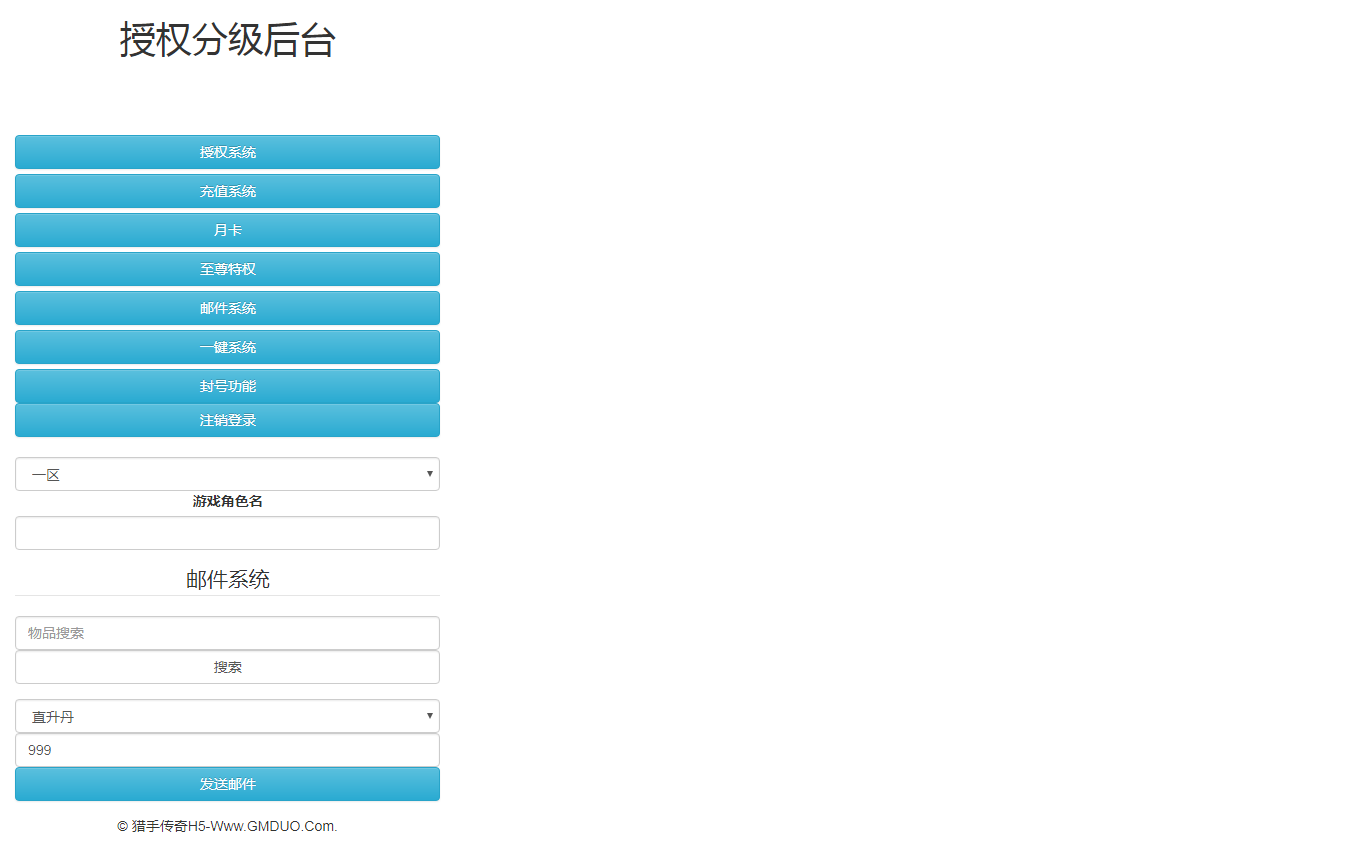 授权分级后台
授权系统
充值系统
月卡
至尊特权
邮件系统
一键系统
封号功能
注销登录
一区
游戏角色名
邮件系统
物品搜索
搜索
直升丹
999
发送邮件
© 猎手传奇H5-Www.GMDUO.Com.